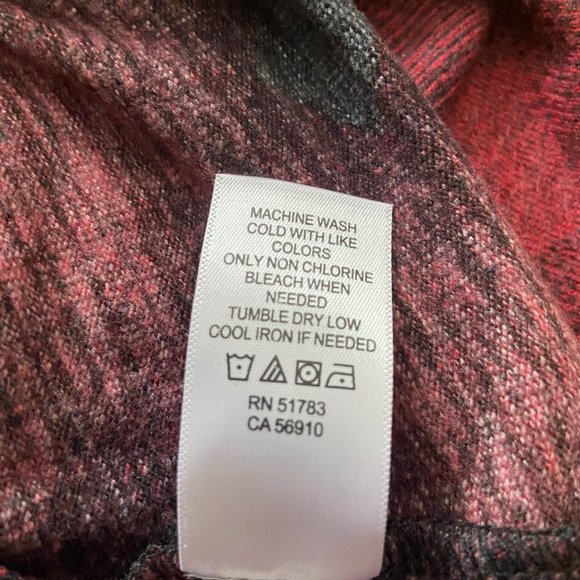 MACHINE WASH
COLD WITH LIKE
COLORS
ONLY NON CHLORINE
BLEACH WHEN
NEEDED
TUMBLE DRY LOW
COOL IRON IF NEEDED
RN 51783
CA 56910